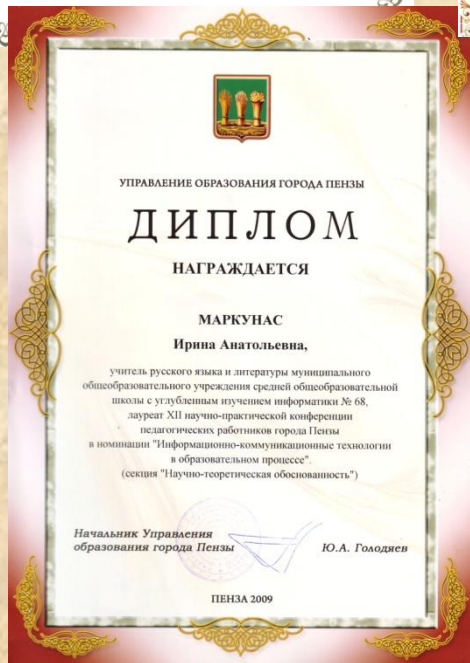 УПРАВЛЕНИЕ ОБРАЗОВАНИЯ ГОРОДА ПЕНЗЫ
ДИПЛОМ
НАГРАЖДАЕТСЯ
МАРКУНАС
Ирина Анатольевна,
учитель русского языка и литературы муниципального
общеобразовательного учреждения средней общеобразовательной
школы с углубленным изучением информатики № 68,
лауреат XII научно-практической конференции
педагогических работников города Пензы
в номинации "Информационно-коммуникационные технологии
в образовательном процессе".
(секция "Научно-теоретическая обоснованность")
Начальник Управления
образования города Пензы Ю.А. Голодяев
ПЕНЗА 2009